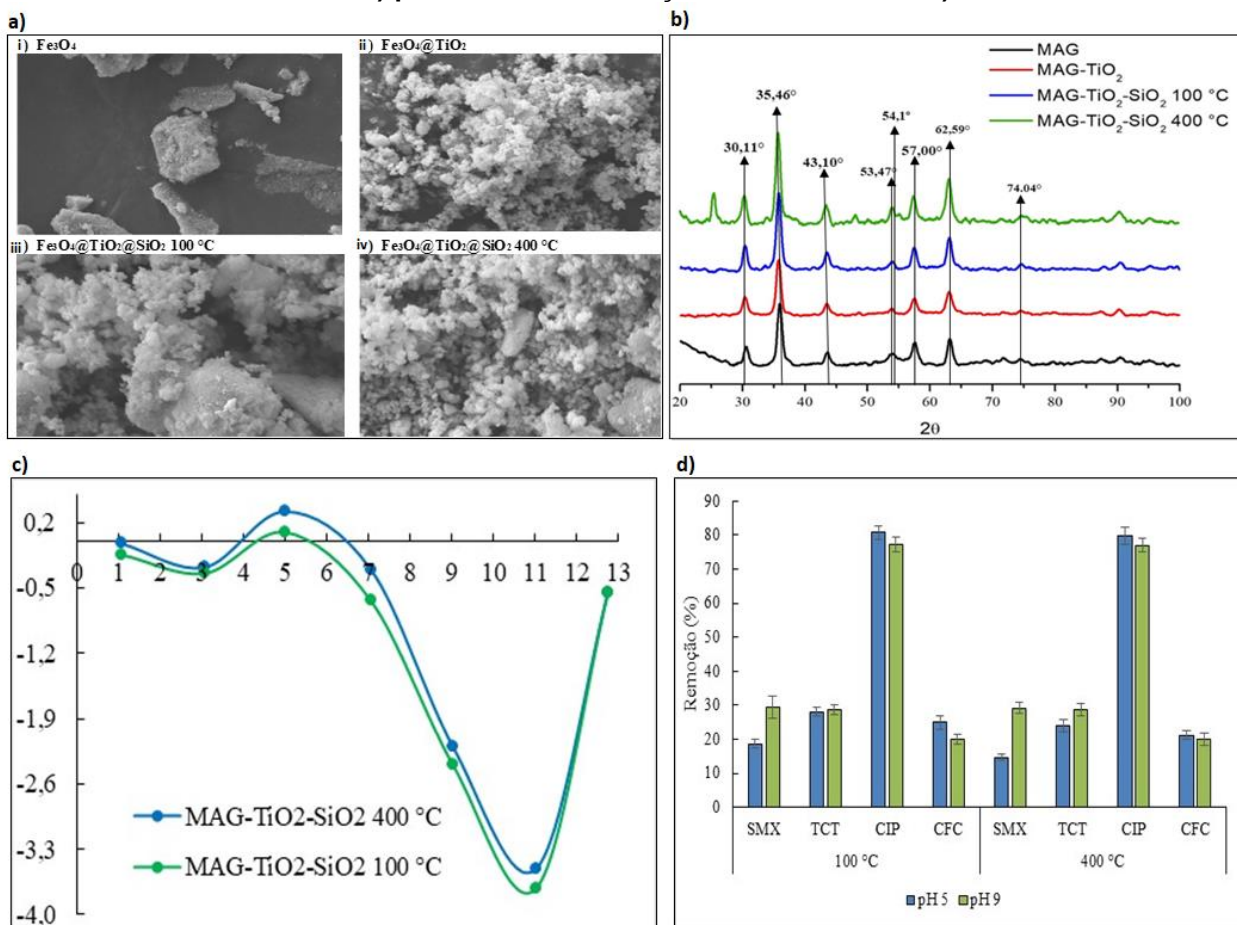 a)
i) Fe3O4
ii) Fe3O4@TiO2
iii) Fe3O4@TiO2@SiO2 100 °C
iv) Fe3O4@TiO2@SiO2 400 °C
b)
MAG
MAG-TiO2
MAG-TiO2-SiO2 100 °C
MAG-TiO2-SiO2 400 °C
30,11°
35,46°
43,10°
53,47°
54,1°
57,00°
62,59°
74.04°
20 30 40 50 60 70 80 90 100
2θ
c)
0,2
-0,5
-1,2
-1,9
-2,6
-3,3
-4,0
0 1 2 3 4 5 6 7 8 9 10 11 12 13
MAG-TiO2-SiO2 400 °C
MAG-TiO2-SiO2 100 °C
d)
Remoção (%)
90
80
70
60
50
40
30
20
10
0
SMX TCT CIP CFC SMX TCT CIP CFC
100 °C 400 °C
pH 5 pH 9